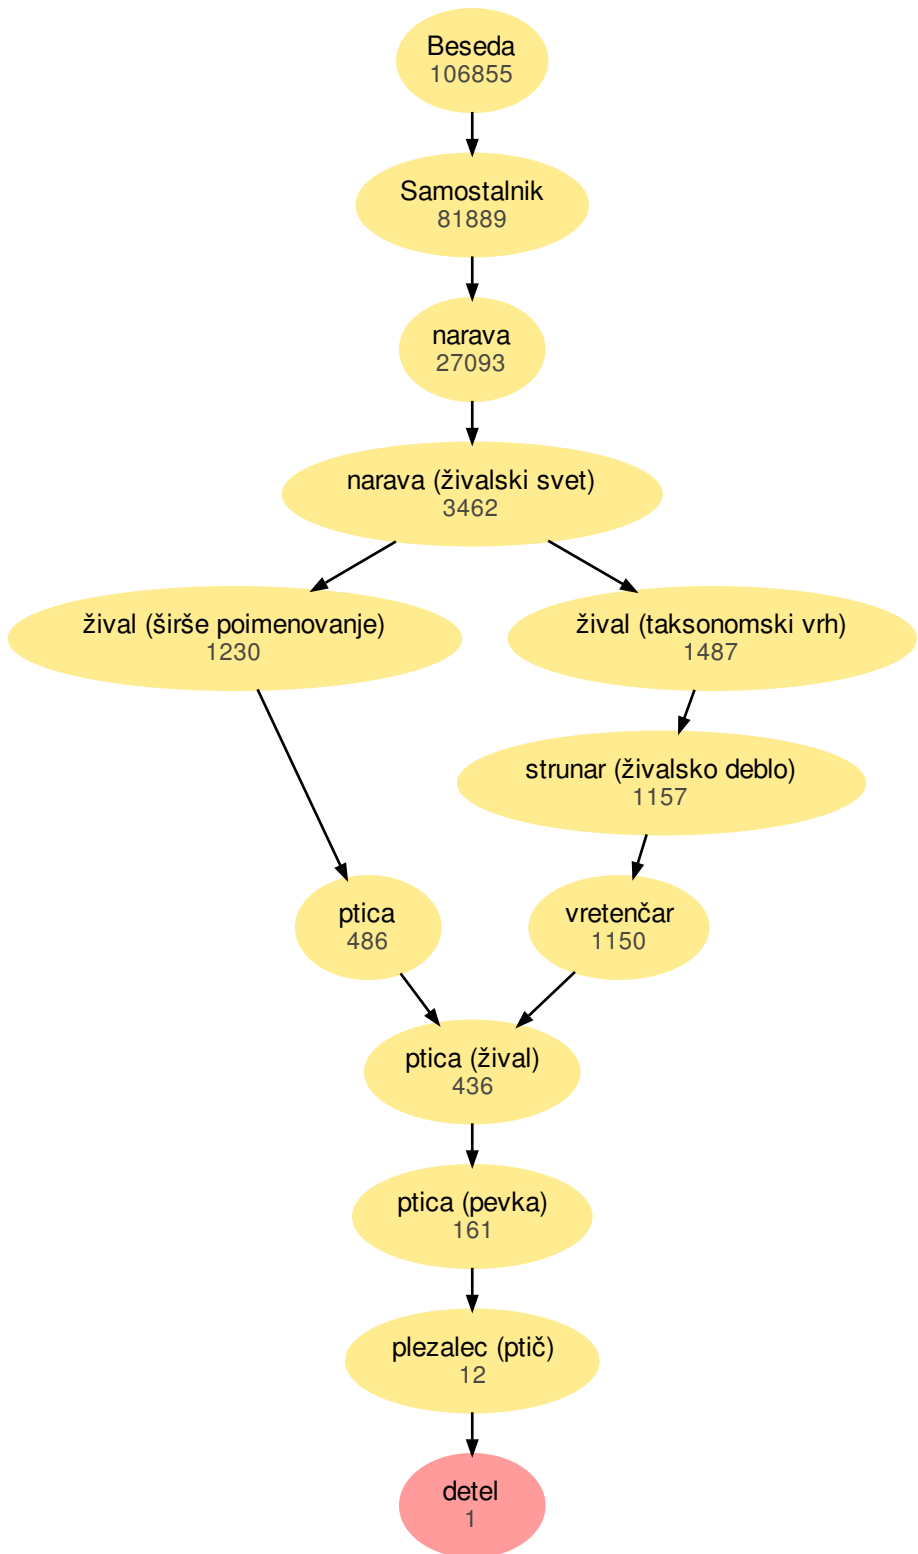 Beseda
106855
Samostalnik
81889
narava
27093
narava (živalski svet)
3462
žival (širše poimenovanje)
1230
žival (taksonomski vrh)
1487
strunar (živalsko deblo)
1157
ptica
486
vretenčar
1150
ptica (žival)
436
ptica (pevka)
161
plezalec (ptič)
12
detel
1